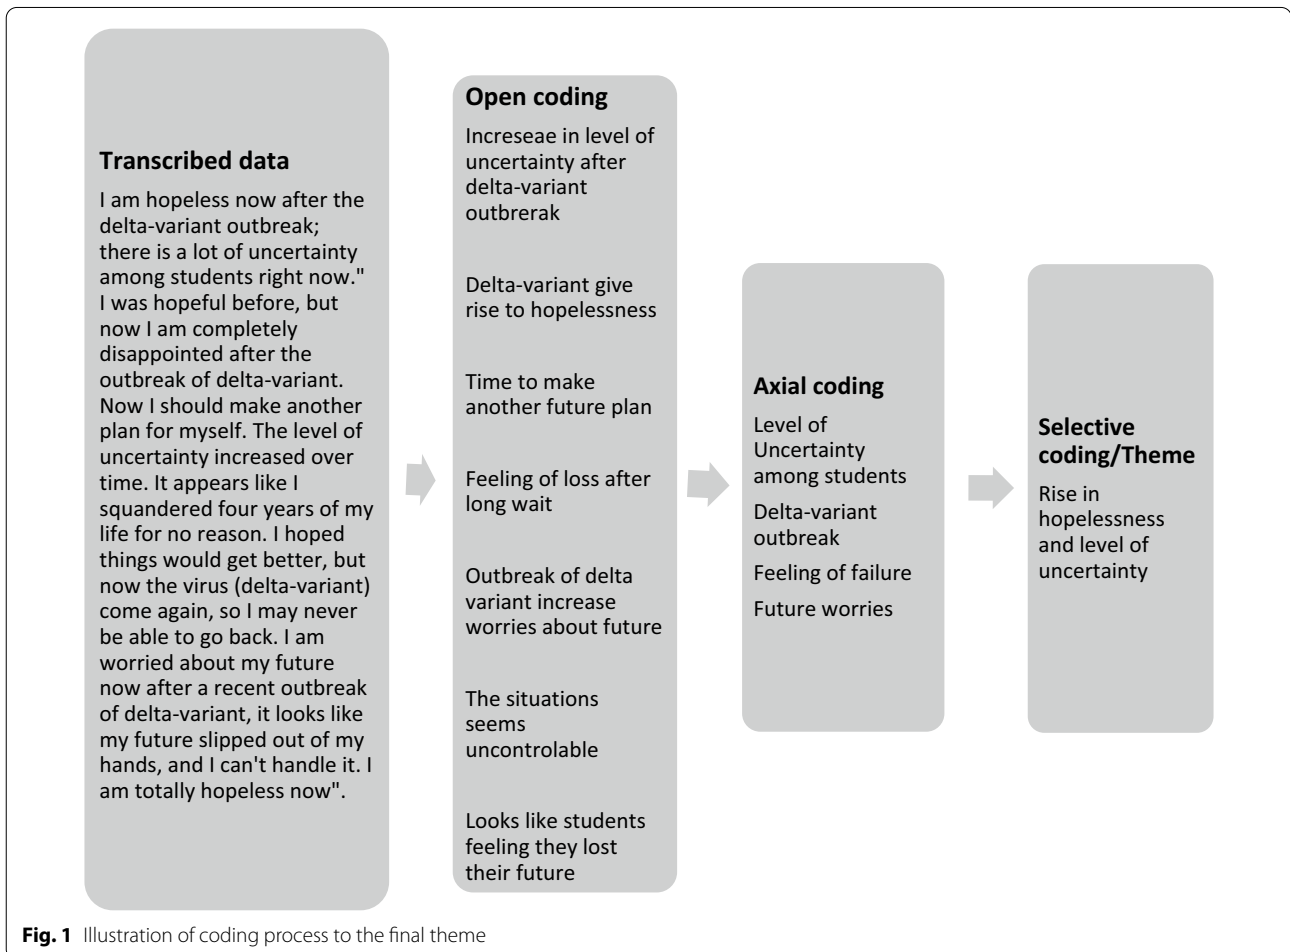 Transcribed data
I am hopeless now after the
delta-variant outbreak;
there is a lot of uncertainty
among students right now."
I was hopeful before, but
now I am completely
disappointed after the
outbreak of delta-variant.
Now I should make another
plan for myself. The level of
uncertainty increased over
time. It appears like I
squandered four years of my
life for no reason. I hoped
things would get better, but
now the virus (delta-variant)
come again, so I may never
be able to go back. I am
worried about my future
now after a recent outbreak
of delta-variant, it looks like
my future slipped out of my
hands, and I can't handle it. I
am totally hopeless now".
Open coding
Increseae in level of
uncertainty after
delta-variant
outbrerak
Delta-variant give
rise to hopelessness
Time to make
another future plan
Feeling of loss after
long wait
Outbreak of delta
variant increase
worries about future
The situations
seems
uncontrolable
Looks like students
feeling they lost
their future
Axial coding
Level of
Uncertainty
among students
Delta-variant
outbreak
Feeling of failure
Future worries
Selective
coding/Theme
Rise in
hopelessness
and level of
uncertainty
Fig. 1 Illustration of coding process to the final theme